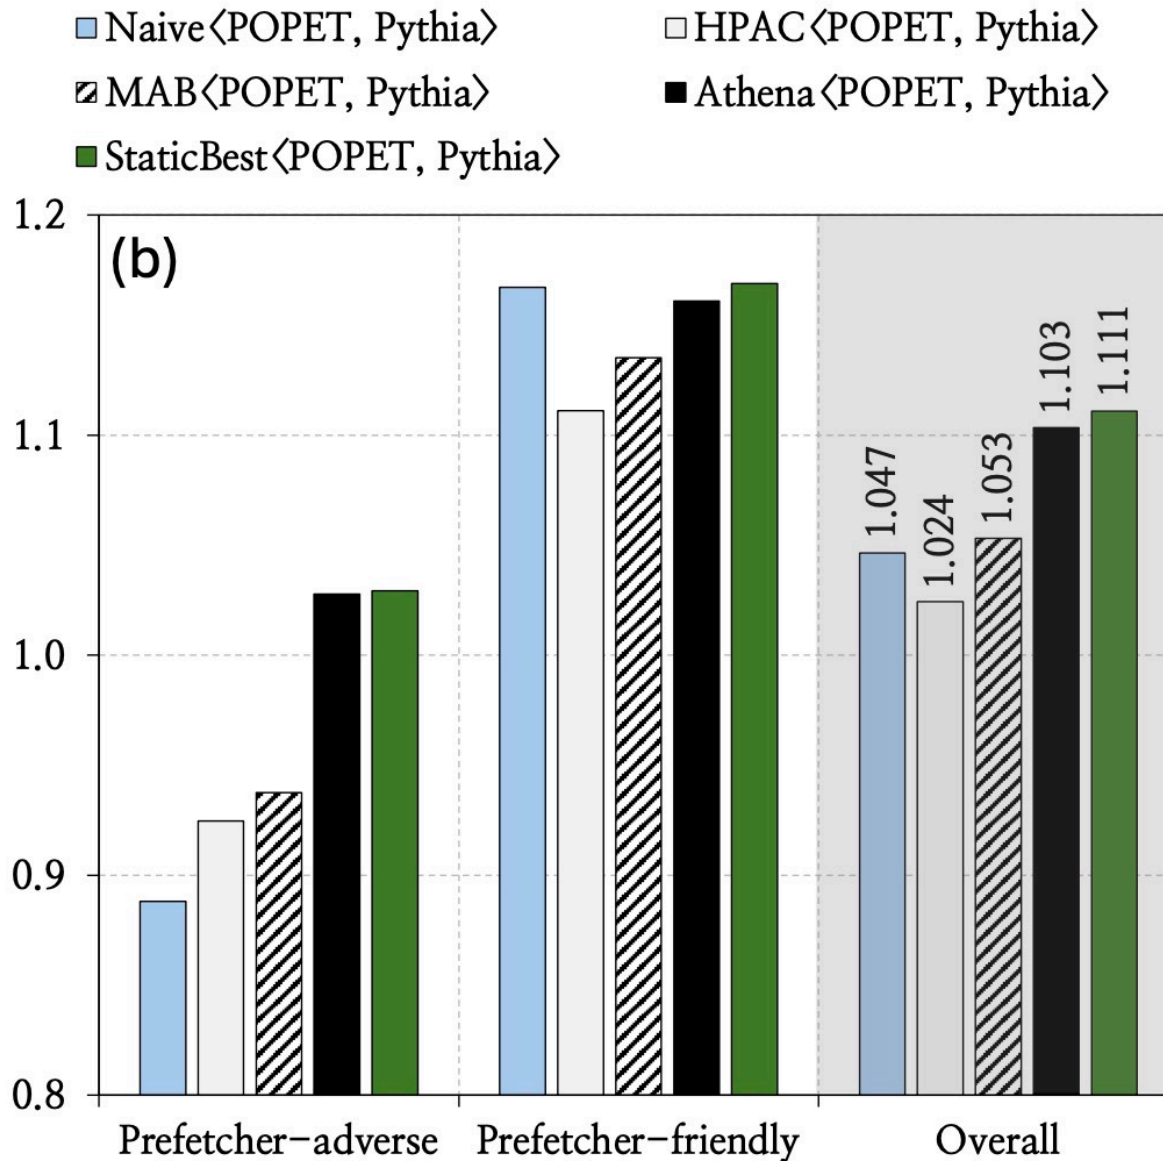 Naive〈POPET, Pythia〉 HPAC〈POPET, Pythia〉
MAB〈POPET, Pythia〉 Athena〈POPET, Pythia〉
StaticBest〈POPET, Pythia〉
1.2
(b)
1.1
1.0
0.9
0.8
1.047
1.024
1.053
1.103
1.111
Prefetcher-adverse Prefetcher-friendly Overall